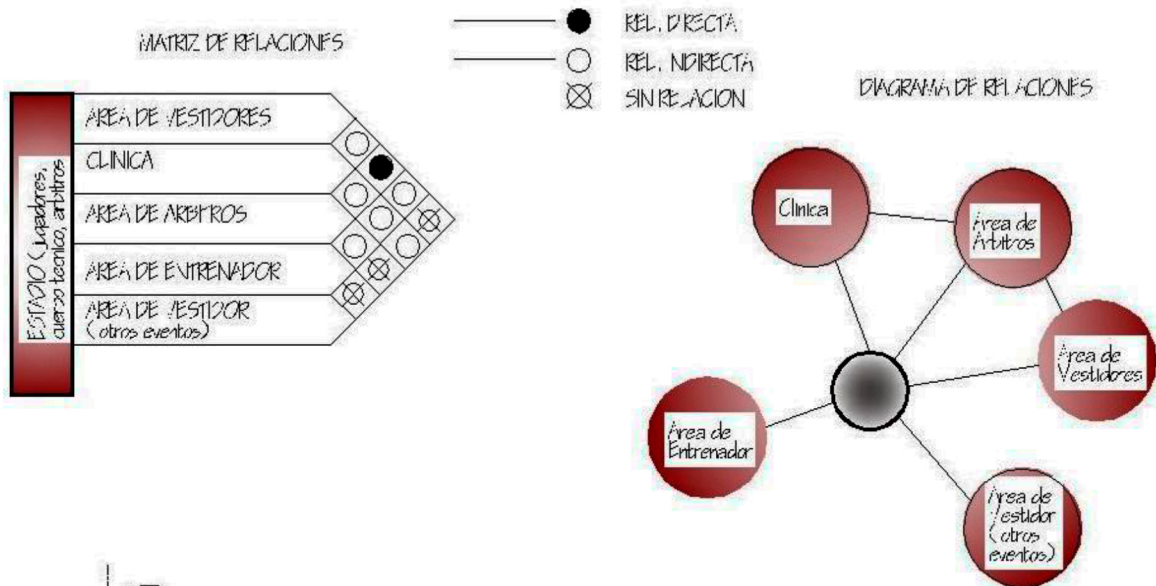 MATRIZ DE RELACIONES
REL. DIRECTA
REL. INDIRECTA
SIN RELACION
DIAGRAMA DE RELACIONES
ESTADIO (jugadores,
cuerpo tecnico, arbitros
AREA DE VESTIDORES
CLINICA
AREA DE ARBITROS
AREA DE ENTRENADOR
AREA DE VESTIDOR
(otros eventos)
Clinica
Area de
Arbitros
Area de
Vestidores
Area de
Entrenador
Area de
Vestidor
(otros
eventos)